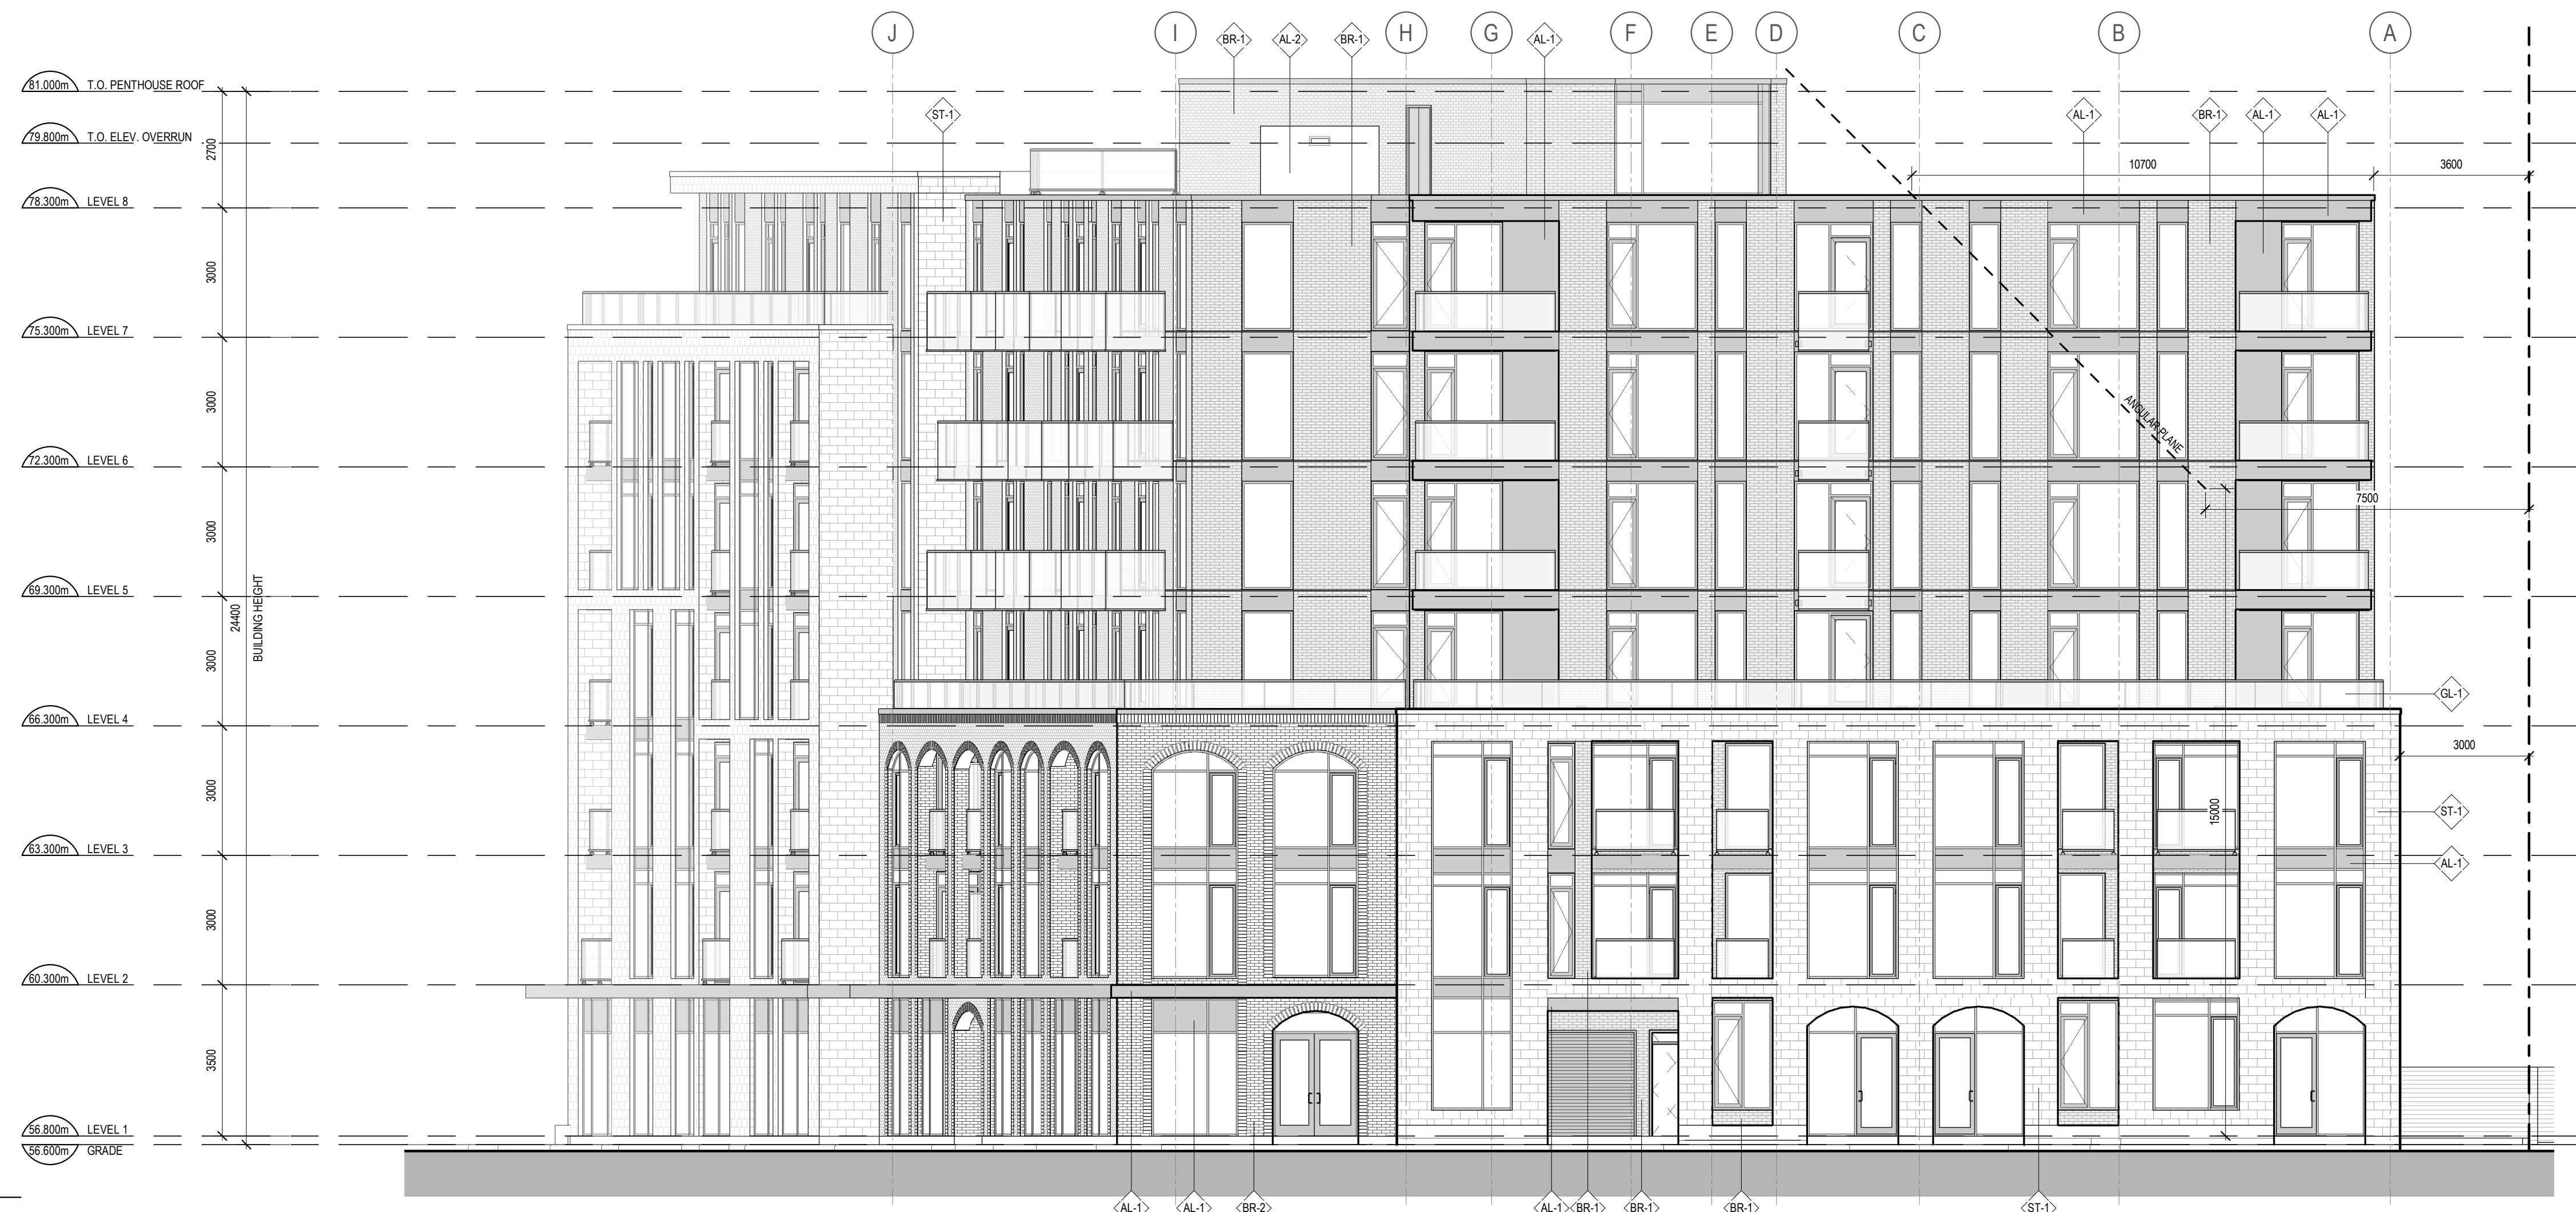 J
I
H
G
F
E
D
C
B
A
BR-1
AL-2
BR-1
AL-1
81.000m T.O. PENTHOUSE ROOF
ST-1
AL-1
BR-1
AL-1
AL-1
79.800m T.O. ELEV. OVERRUN
2700
10700
3600
78.300m LEVEL 8
3000
75.300m LEVEL 7
3000
ANGULAR PLANE
72.300m LEVEL 6
7500
3000
69.300m LEVEL 5
24400
BUILDING HEIGHT
3000
GL-1
66.300m LEVEL 4
3000
3000
15000
ST-1
63.300m LEVEL 3
AL-1
3000
60.300m LEVEL 2
3500
56.800m LEVEL 1
56.600m GRADE
AL-1
AL-1
BR-2
AL-1
BR-1
BR-1
BR-1
ST-1